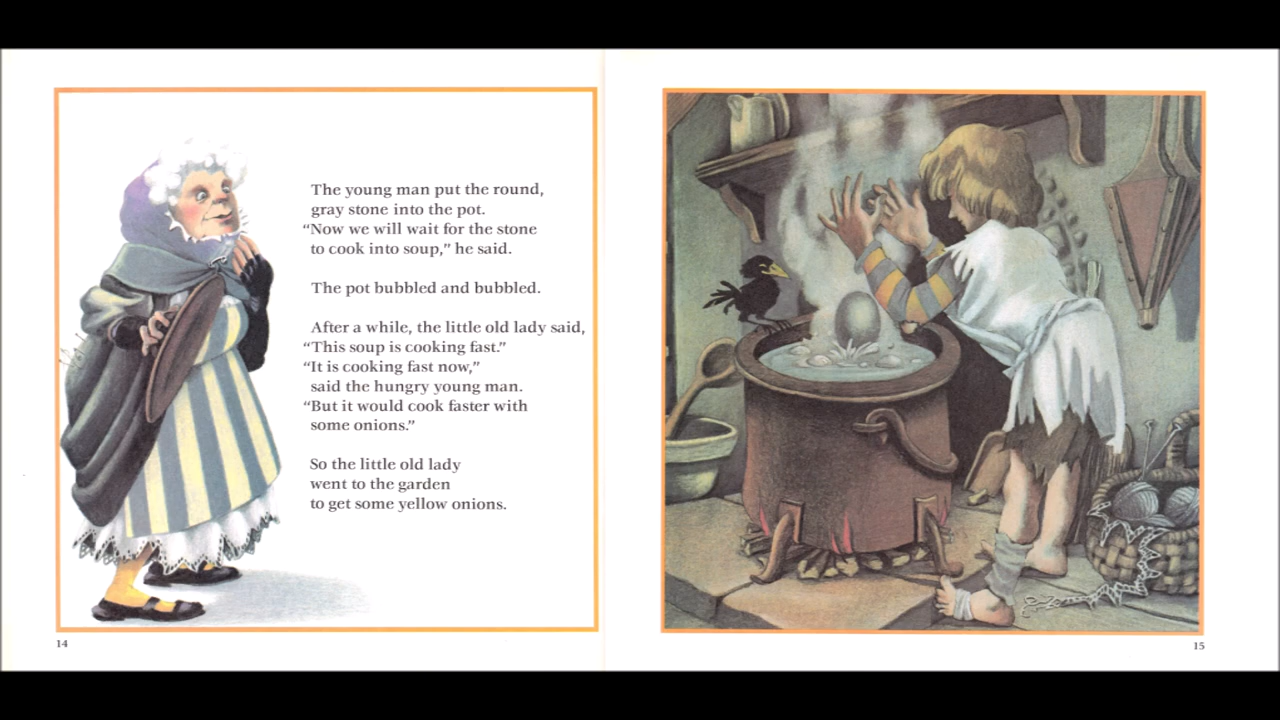 The young man put the round,
gray stone into the pot.
“Now we will wait for the stone
to cook into soup,” he said.
The pot bubbled and bubbled.
After a while, the little old lady said,
“This soup is cooking fast.”
“It is cooking fast now,”
said the hungry young man.
“But it would cook faster with
some onions.”
So the little old lady
went to the garden
to get some yellow onions.
14
15